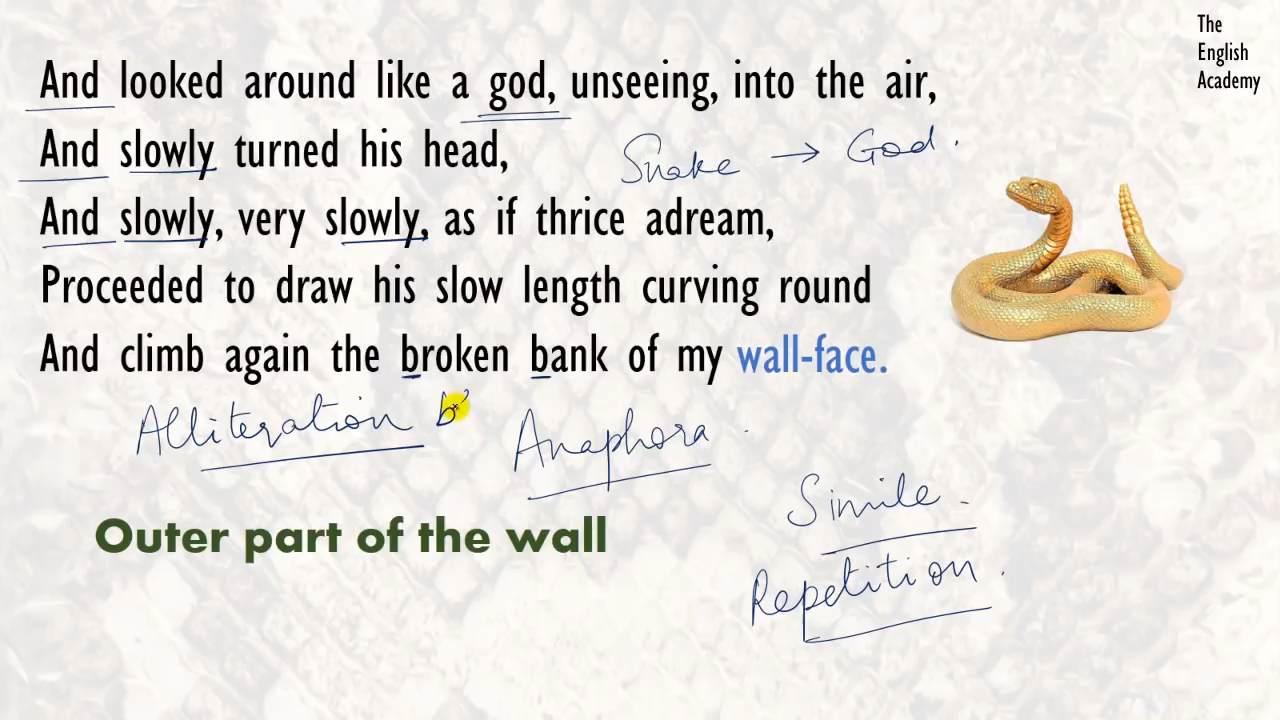 The
English
Academy
And looked around like a god, unseeing, into the air,
And slowly turned his head,
Snake → God.
And slowly, very slowly, as if thrice adream,
Proceeded to draw his slow length curving round
And climb again the broken bank of my wall-face.
Alliteration b'
Anaphora
Simile
Outer part of the wall
Repetition